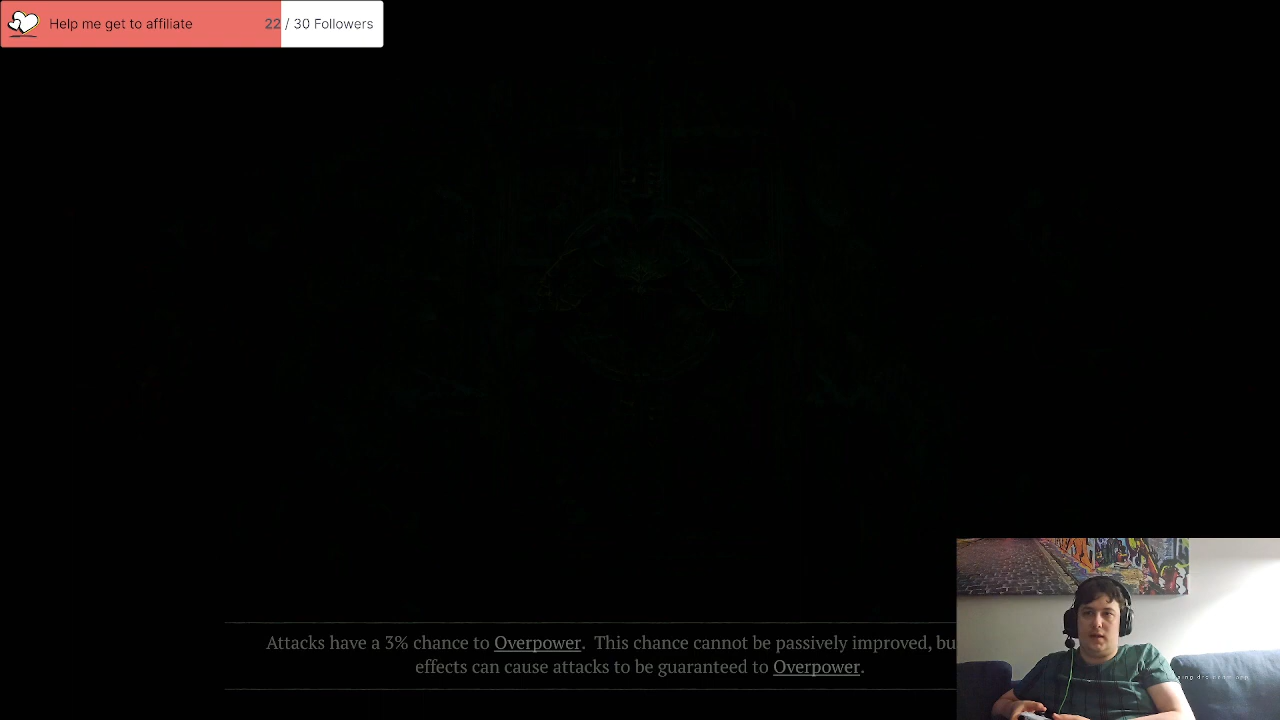 Help me get to affiliate 22 / 30 Followers
Attacks have a 3% chance to Overpower. This chance cannot be passively improved, bu
effects can cause attacks to be guaranteed to Overpower.